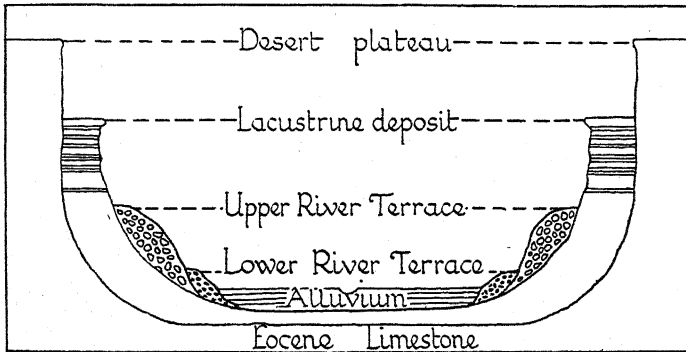 Desert plateau
Lacustrine deposit
Upper River Terrace
Lower River Terrace
Alluvium
Eocene Limestone